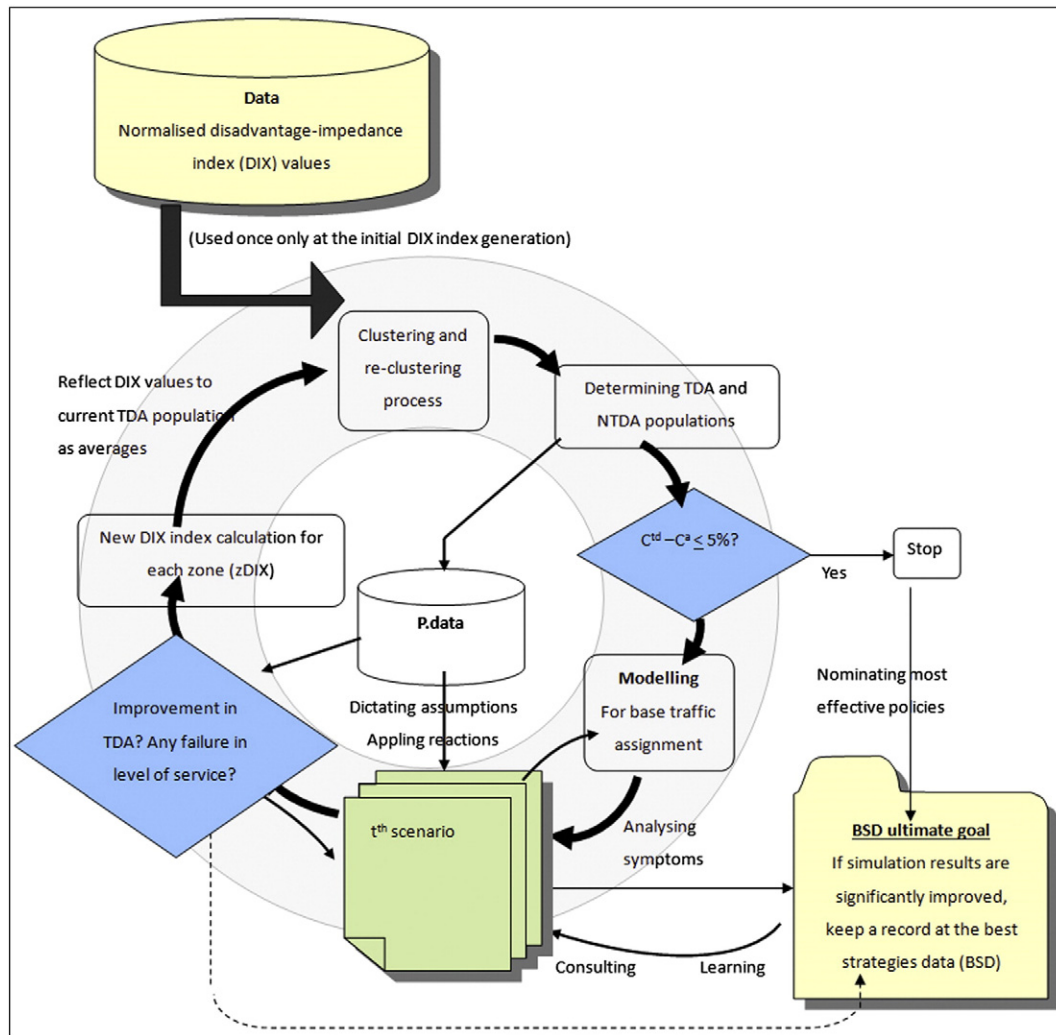 Data
Normalised disadvantage-impedance
index (DIX) values
(Used once only at the initial DIX index generation)
Clustering and
re-clustering
process
Reflect DIX values to
current TDA population
as averages
Determining TDA and
NTDA populations
New DIX index calculation for
each zone (zDIX)
C^td –C^a ≤ 5%?
Yes
Stop
P.data
Modelling
For base traffic
assignment
Nominating most
effective policies
Dictating assumptions
Appling reactions
Improvement in
TDA? Any failure in
level of service?
t^th scenario
Analysing
symptoms
BSD ultimate goal
If simulation results are
significantly improved,
keep a record at the best
strategies data (BSD)
Consulting
Learning